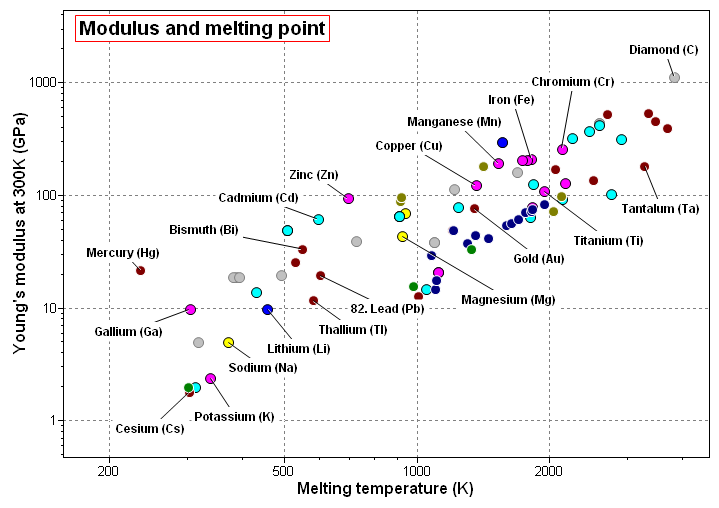 Modulus and melting point
Diamond (C)
Chromium (Cr)
Iron (Fe)
Manganese (Mn)
Copper (Cu)
Zinc (Zn)
Cadmium (Cd)
Tantalum (Ta)
Bismuth (Bi)
Titanium (Ti)
Mercury (Hg)
Gold (Au)
Magnesium (Mg)
82. Lead (Pb)
Gallium (Ga)
Thallium (Tl)
Lithium (Li)
Sodium (Na)
Potassium (K)
Cesium (Cs)
Young's modulus at 300K (GPa)
1000
100
10
1
200
500
1000
2000
Melting temperature (K)